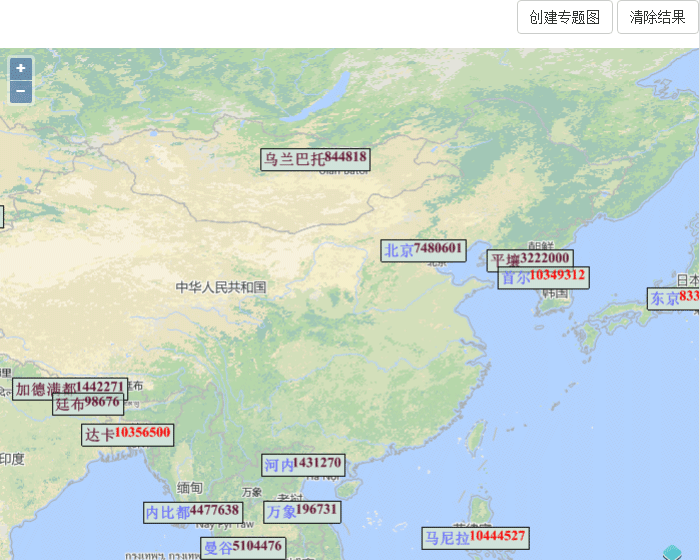 创建专题图 清除结果
+
−
乌兰巴托844818
Ulan Bator
北京7480601
北京
朝鲜
平壤3222000
首尔10349312
韩国
中华人民共和国
日本
东京833
加德满都1442271
廷布98676
达卡10356500
印度
河内1431270
Ha Noi
缅甸
万象
老挝
内比都4477638
万象196731
Nay Pyi Taw
马尼拉10444527
曼谷5104476